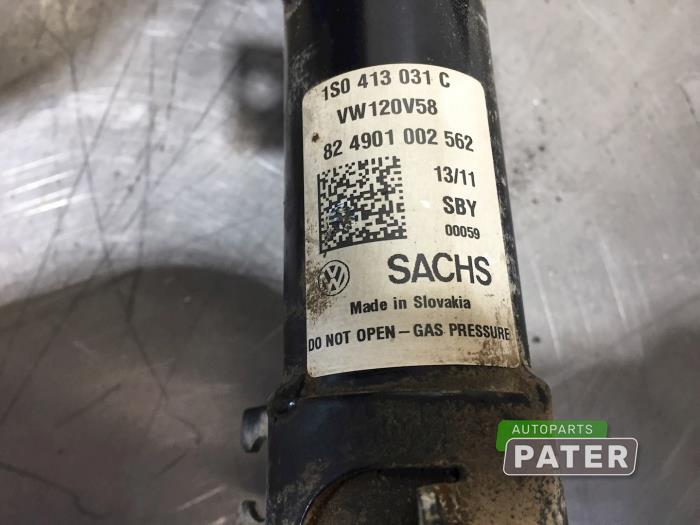 1S0 413 031 C
VW120V58
82 4901 002 562
13/11
SBY
00059
VW
SACHS
Made in Slovakia
DO NOT OPEN - GAS PRESSURE
AUTOPARTS
PATER